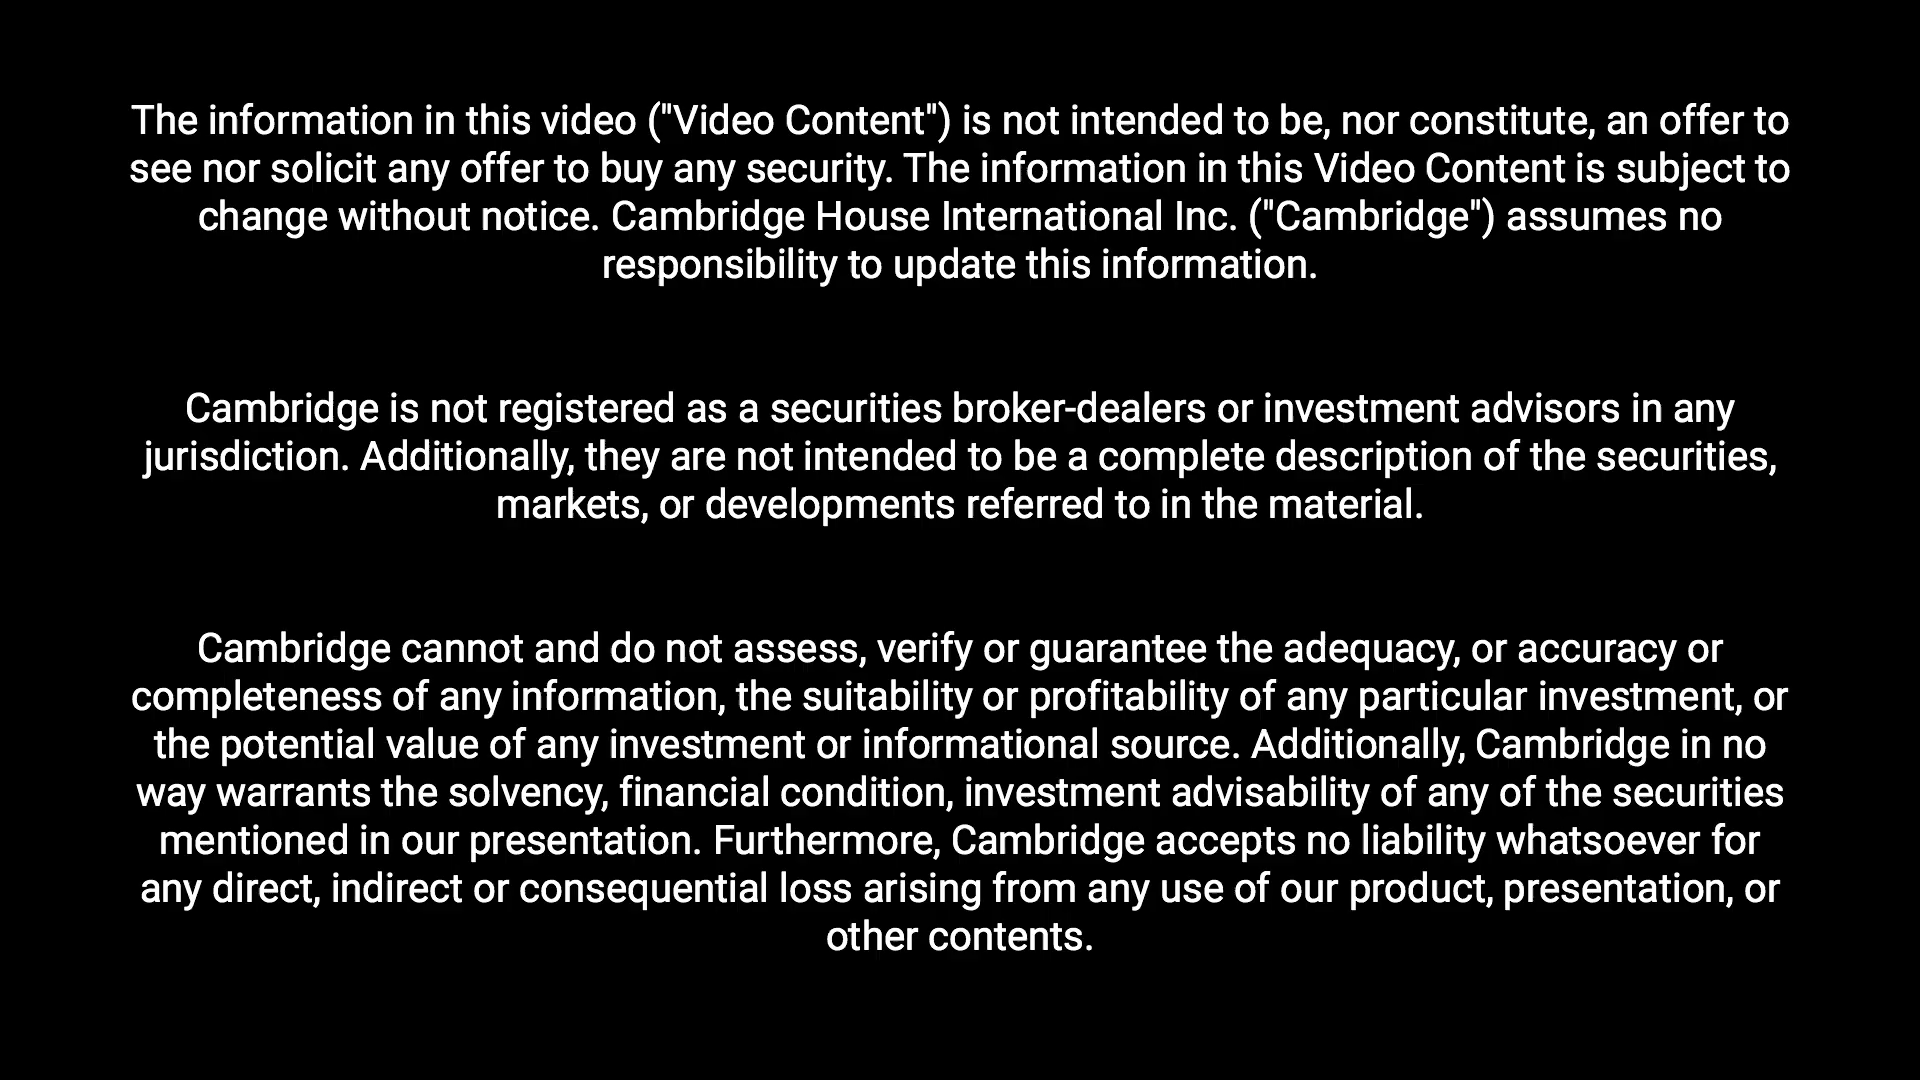 The information in this video ("Video Content") is not intended to be, nor constitute, an offer to
see nor solicit any offer to buy any security. The information in this Video Content is subject to
change without notice. Cambridge House International Inc. ("Cambridge") assumes no
responsibility to update this information.
Cambridge is not registered as a securities broker-dealers or investment advisors in any
jurisdiction. Additionally, they are not intended to be a complete description of the securities,
markets, or developments referred to in the material.
Cambridge cannot and do not assess, verify or guarantee the adequacy, or accuracy or
completeness of any information, the suitability or profitability of any particular investment, or
the potential value of any investment or informational source. Additionally, Cambridge in no
way warrants the solvency, financial condition, investment advisability of any of the securities
mentioned in our presentation. Furthermore, Cambridge accepts no liability whatsoever for
any direct, indirect or consequential loss arising from any use of our product, presentation, or
other contents.